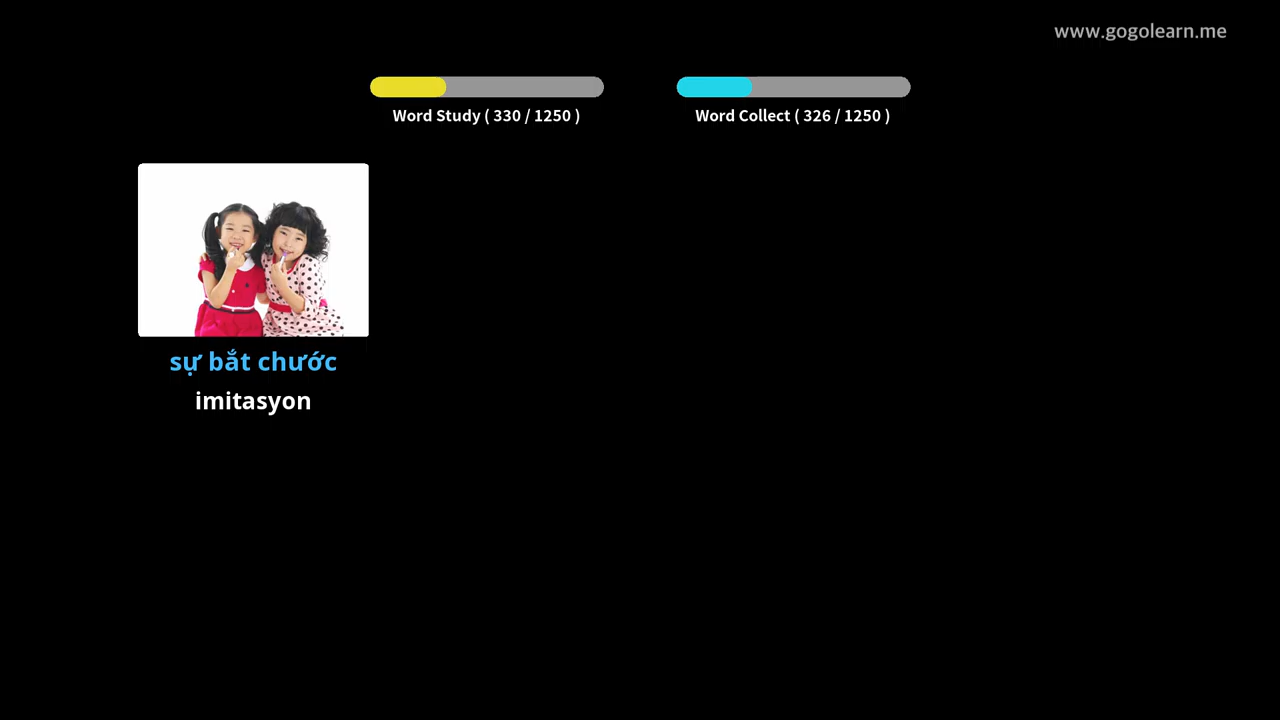 www.gogolearn.me
Word Study ( 330 / 1250 )
Word Collect ( 326 / 1250 )
sự bắt chước
imitasyon